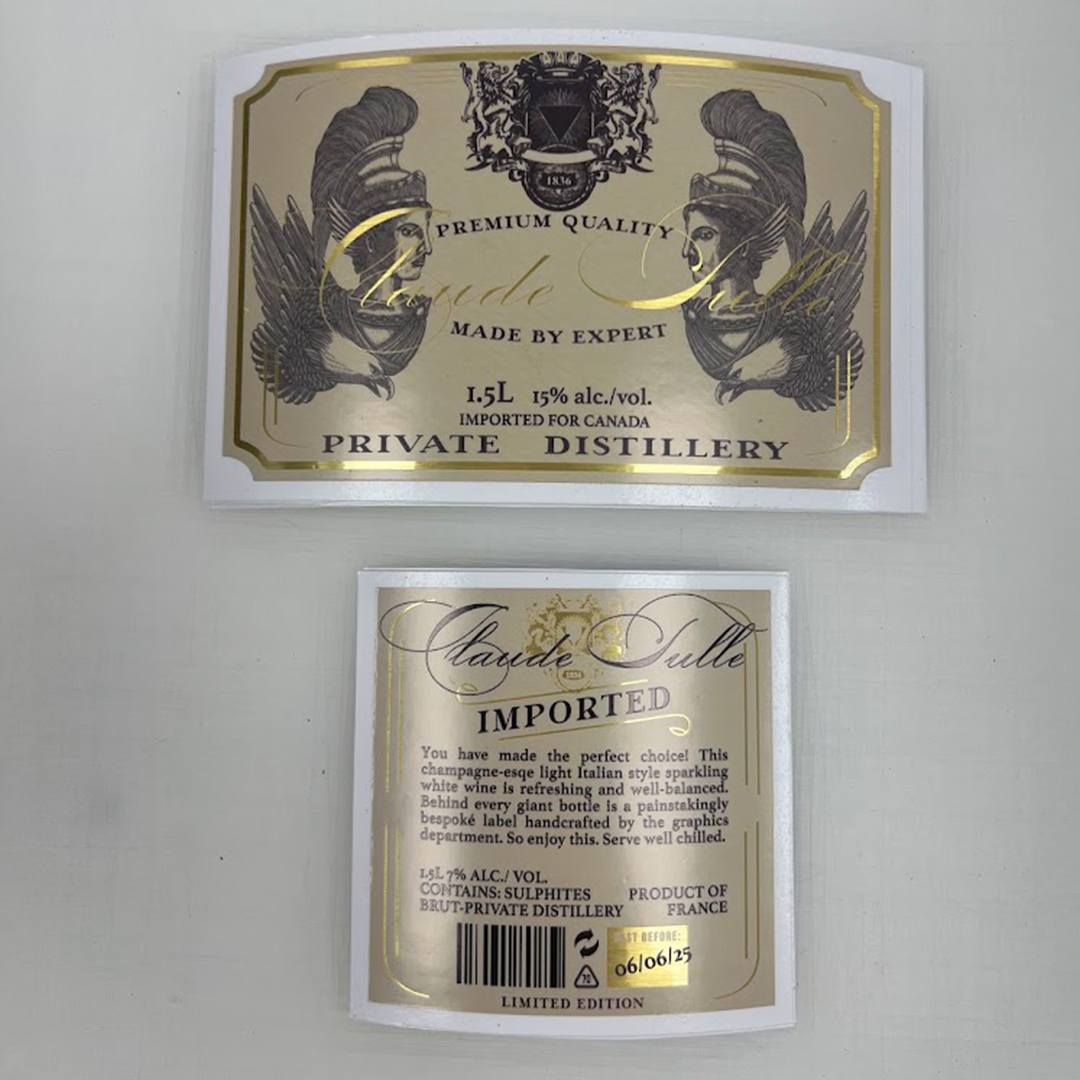 1836
PREMIUM QUALITY
Claude Tulle
MADE BY EXPERT
1.5L 15% alc./vol.
IMPORTED FOR CANADA
PRIVATE DISTILLERY
Claude Tulle
1836
IMPORTED
You have made the perfect choice! This
champagne-esqe light Italian style sparkling
white wine is refreshing and well-balanced.
Behind every giant bottle is a painstakingly
bespoké label handcrafted by the graphics
department. So enjoy this. Serve well chilled.
1.5L 7% ALC./ VOL.
CONTAINS: SULPHITES PRODUCT OF
BRUT-PRIVATE DISTILLERY FRANCE
BEFORE:
06/06/25
LIMITED EDITION